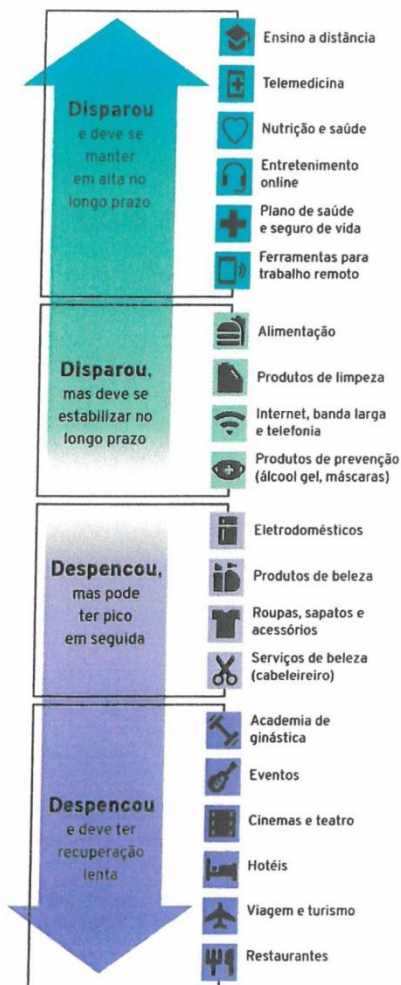 Disparou
e deve se
manter
em alta no
longo prazo
Ensino a distância
Telemedicina
Nutrição e saúde
Entretenimento
online
Plano de saúde
e seguro de vida
Ferramentas para
trabalho remoto
Disparou,
mas deve se
estabilizar no
longo prazo
Alimentação
Produtos de limpeza
Internet, banda larga
e telefonia
Produtos de prevenção
(álcool gel, máscaras)
Despencou,
mas pode
ter pico
em seguida
Eletrodomésticos
Produtos de beleza
Roupas, sapatos e
acessórios
Serviços de beleza
(cabeleireiro)
Despencou
e deve ter
recuperação
lenta
Academia de
ginástica
Eventos
Cinemas e teatro
Hotéis
Viagem e turismo
Restaurantes